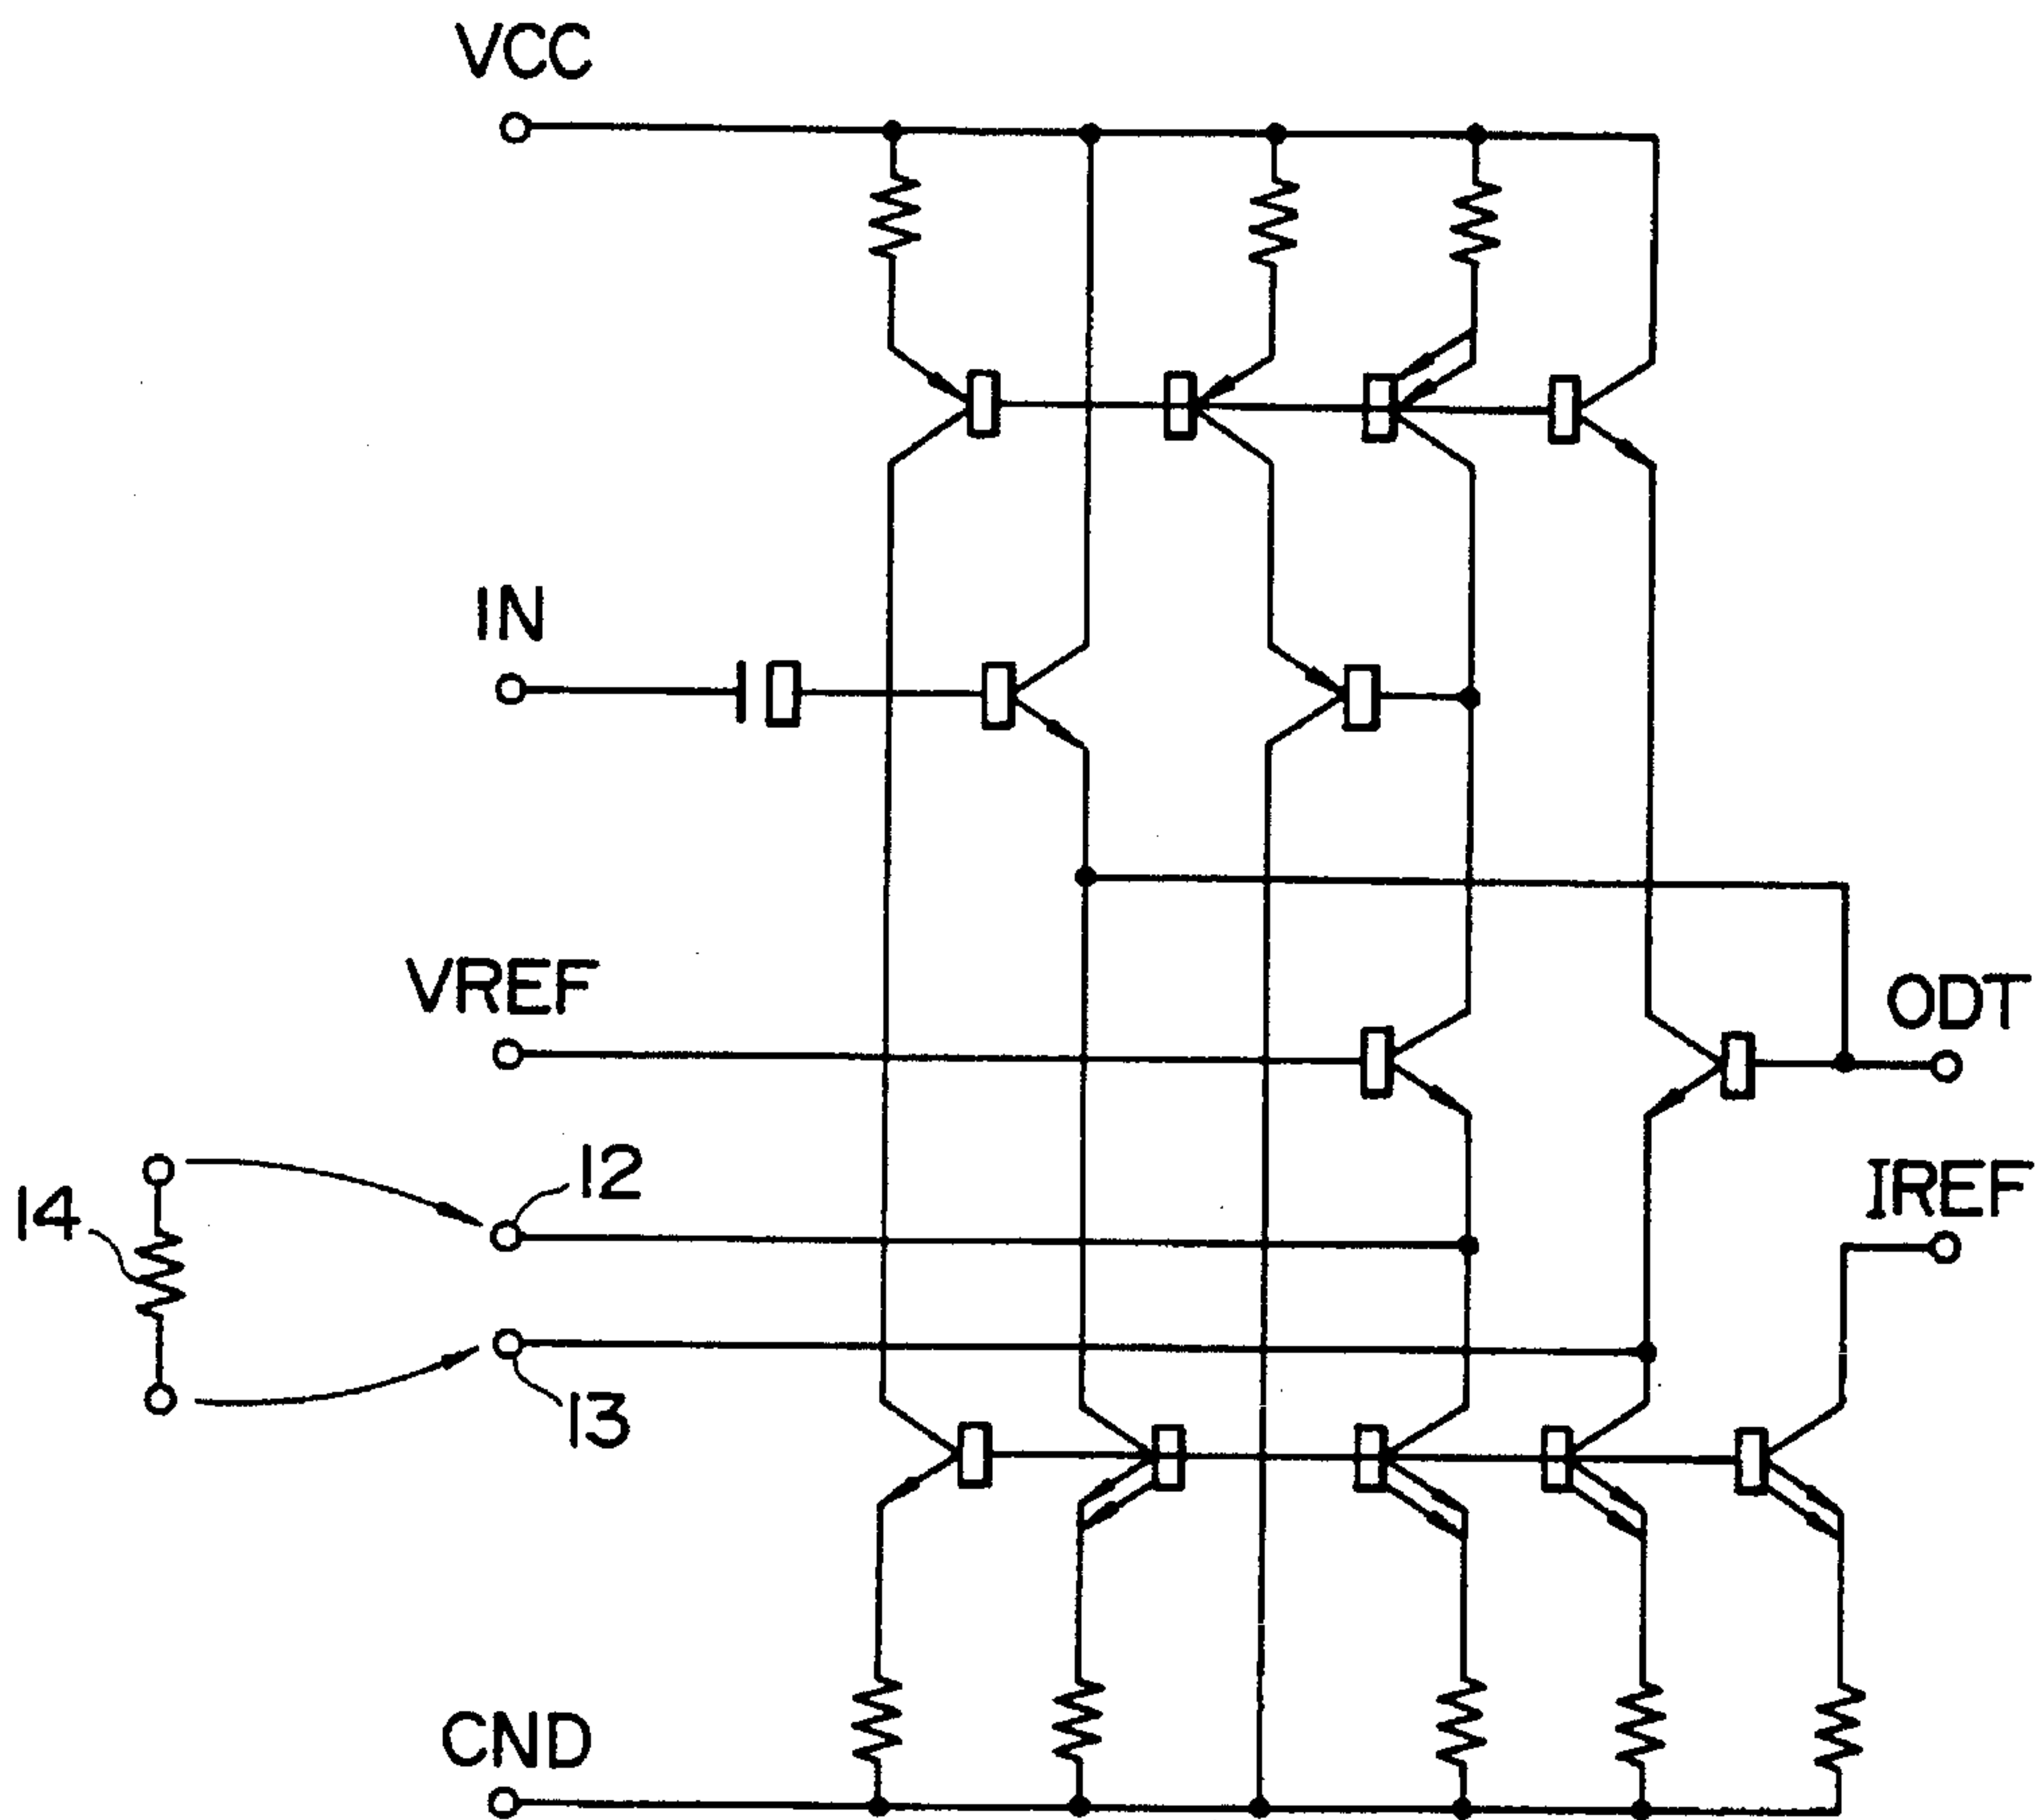 VCC
IN
VREF
ODT
12
14
IREF
13
CND